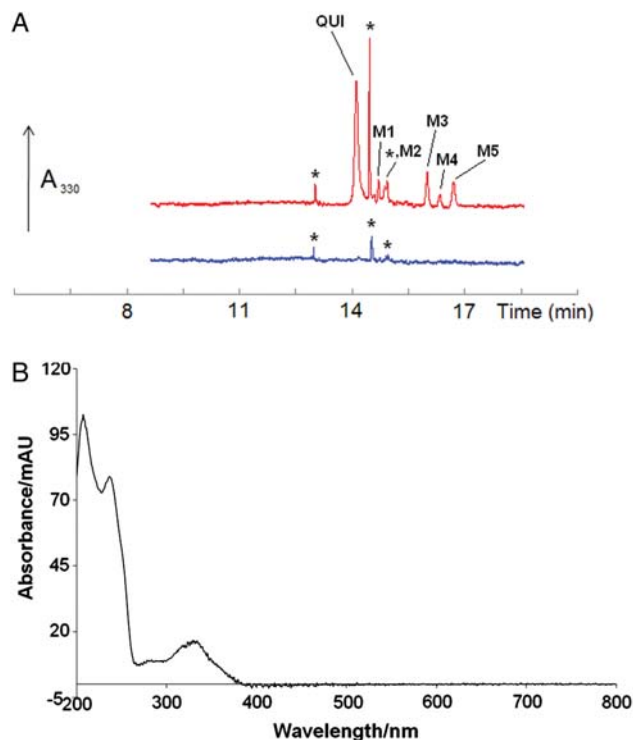 A
QUI
*
M1
*,M2
M3
M4
M5
*
A330
*
*
*
8 11 14 17 Time (min)
B
120
95
70
45
20
-5
200 300 400 500 600 700 800
Absorbance/mAU
Wavelength/nm